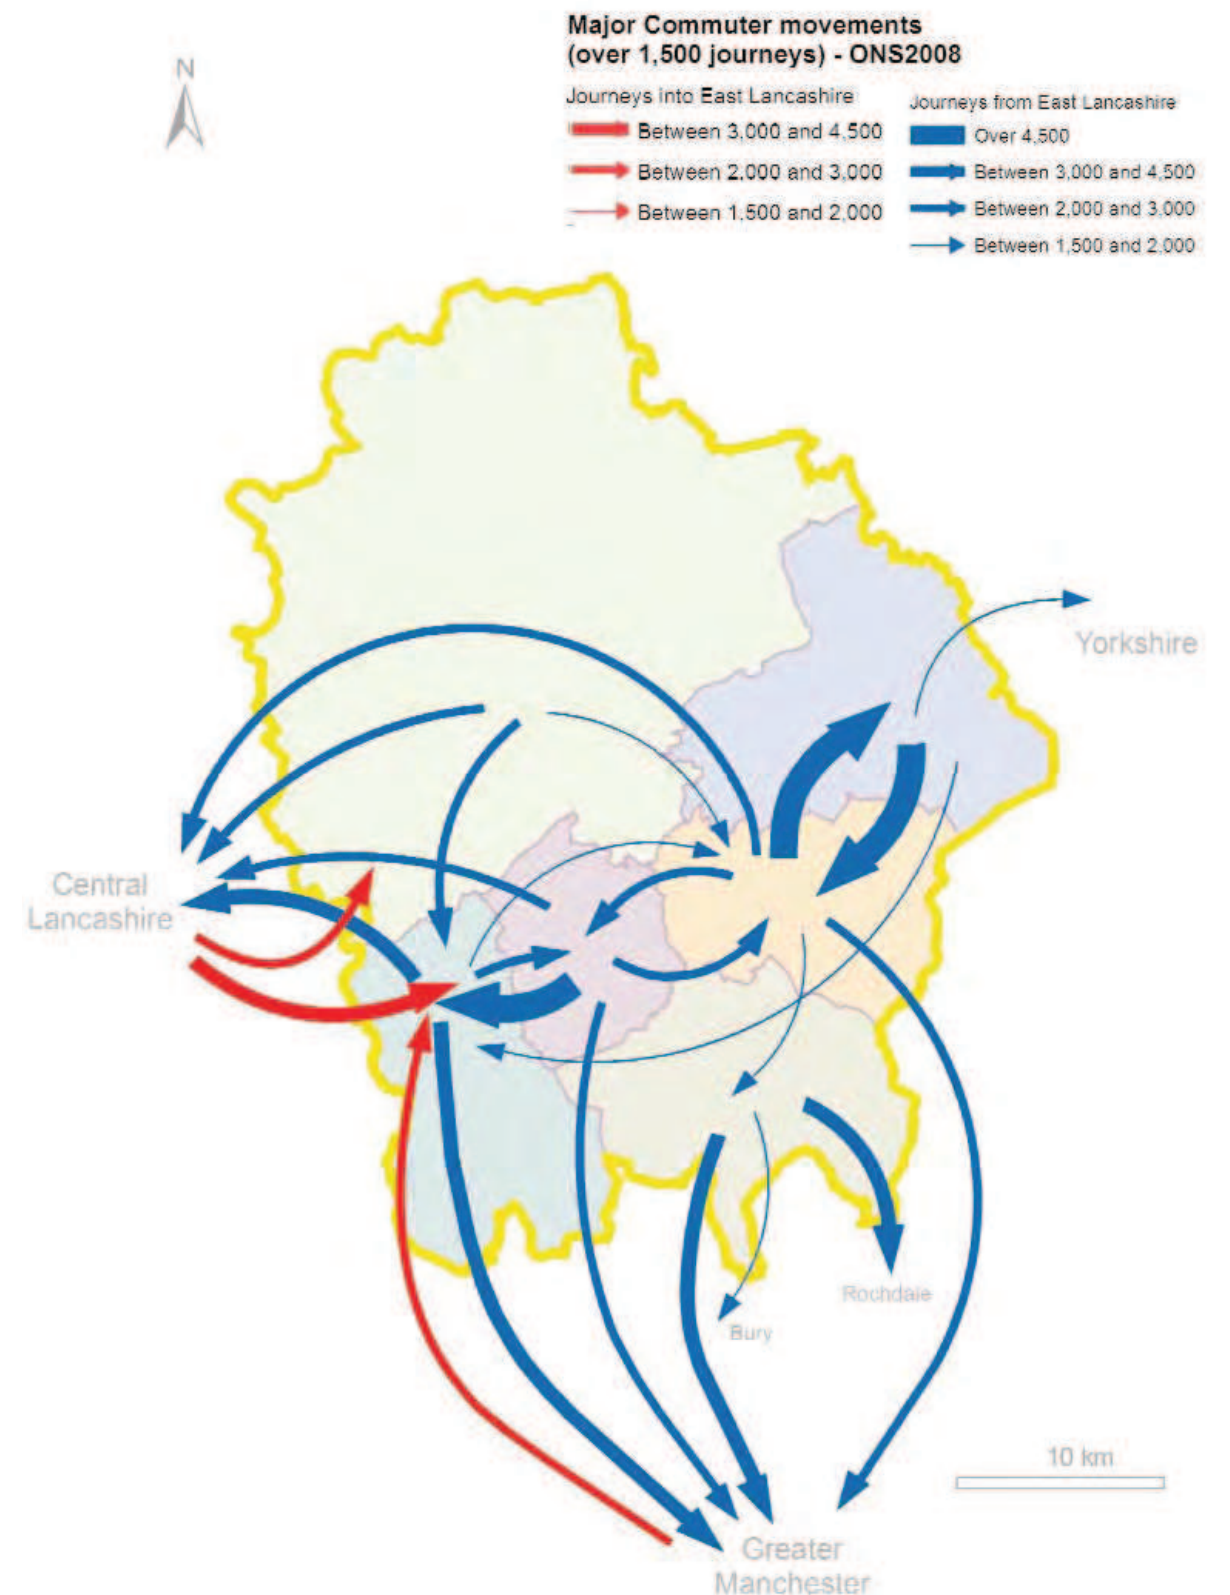 Major Commuter movements
(over 1,500 journeys) - ONS2008
N
Journeys into East Lancashire
Between 3,000 and 4,500
Between 2,000 and 3,000
Between 1,500 and 2,000
Journeys from East Lancashire
Over 4,500
Between 3,000 and 4,500
Between 2,000 and 3,000
Between 1,500 and 2,000
Yorkshire
Central
Lancashire
Rochdale
Bury
10 km
Greater
Manchester